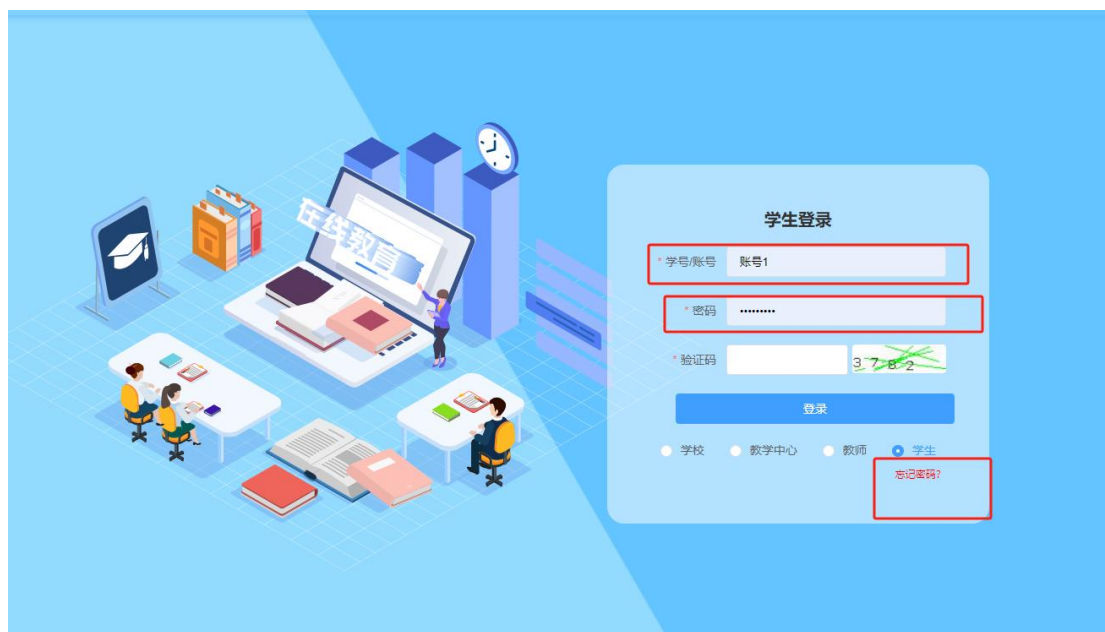 在线教育
学生登录
* 学号/账号 账号1
* 密码 •••••••••
* 验证码 3 7 8 2
登录
学校 教学中心 教师 学生
忘记密码?